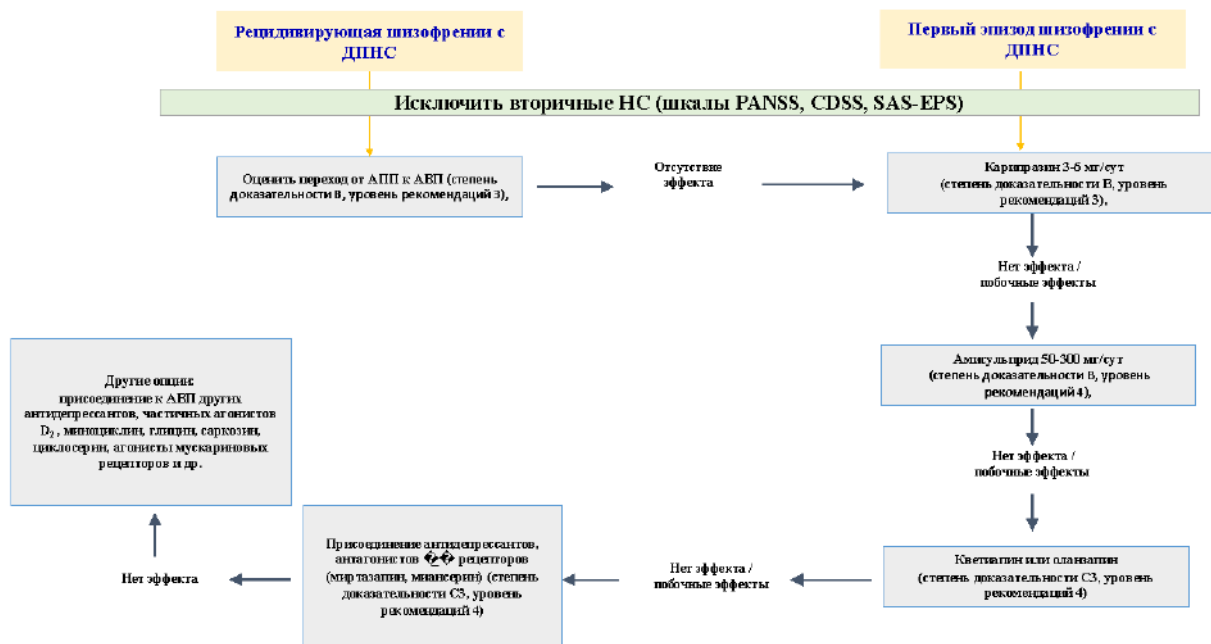 Рецидивирующая шизофрении с
ДПНС
Первый эпизод шизофрении с
ДПНС
Исключить вторичные НС (шкалы PANSS, CDSS, SAS-EPS)
Оценить переход от АПП к АВП (степень
доказательности В, уровень рекомендаций 3),
Отсутствие
эффекта
Карипразин 3-6 мг/сут
(степень доказательности В, уровень
рекомендаций 3),
Нет эффекта /
побочные эффекты
Амисульприд 50-300 мг/сут
(степень доказательности В, уровень
рекомендаций 4),
Нет эффекта /
побочные эффекты
Кветиапин или оланзапин
(степень доказательности С3, уровень
рекомендаций 4)
Нет эффекта /
побочные эффекты
Присоединение антидепрессантов,
антагонистов �� рецепторов
(миртазапин, миансерин) (степень
доказательности С3, уровень
рекомендаций 4)
Нет эффекта
Другие опции:
присоединение к АВП других
антидепрессантов, частичных агонистов
D₂, миноциклин, глицин, саркозин,
циклосерин, агонисты мускариновых
рецепторов и др.